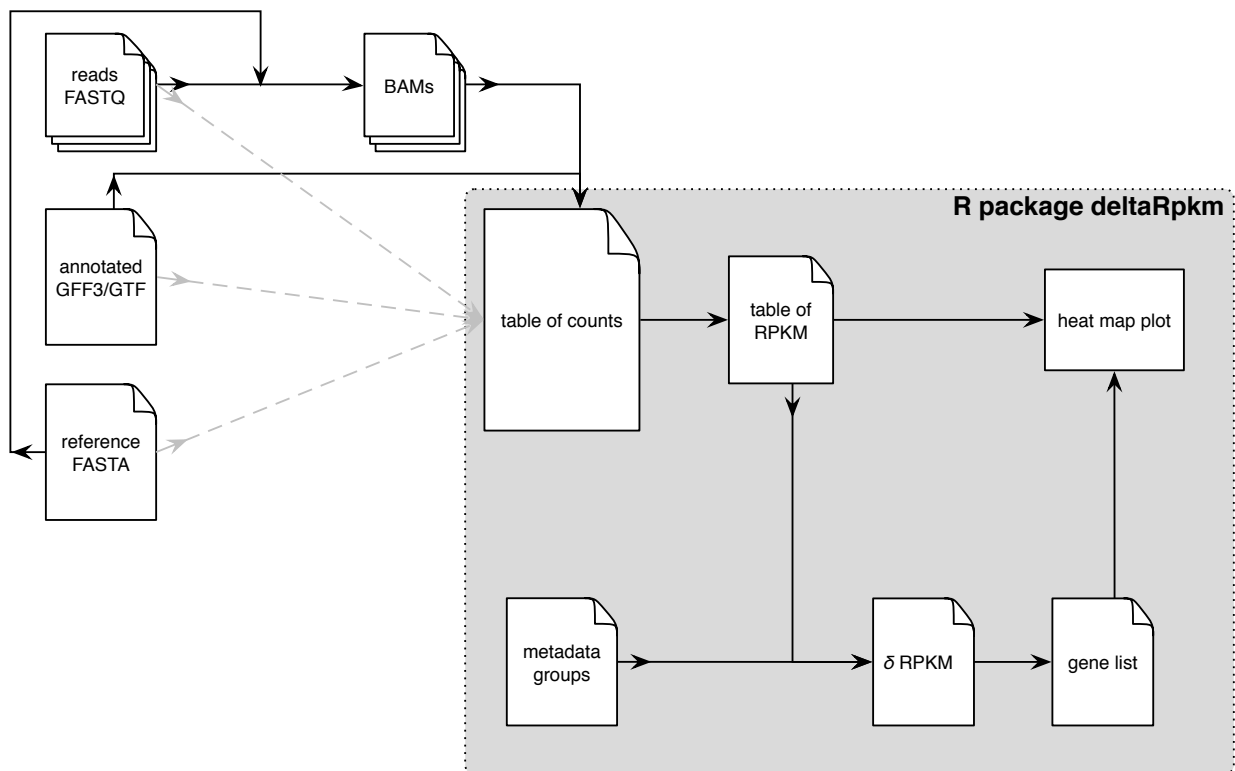 reads
FASTQ
BAMs
R package deltaRpkm
annotated
GFF3/GTF
table of counts
table of
RPKM
heat map plot
reference
FASTA
metadata
groups
δ RPKM
gene list